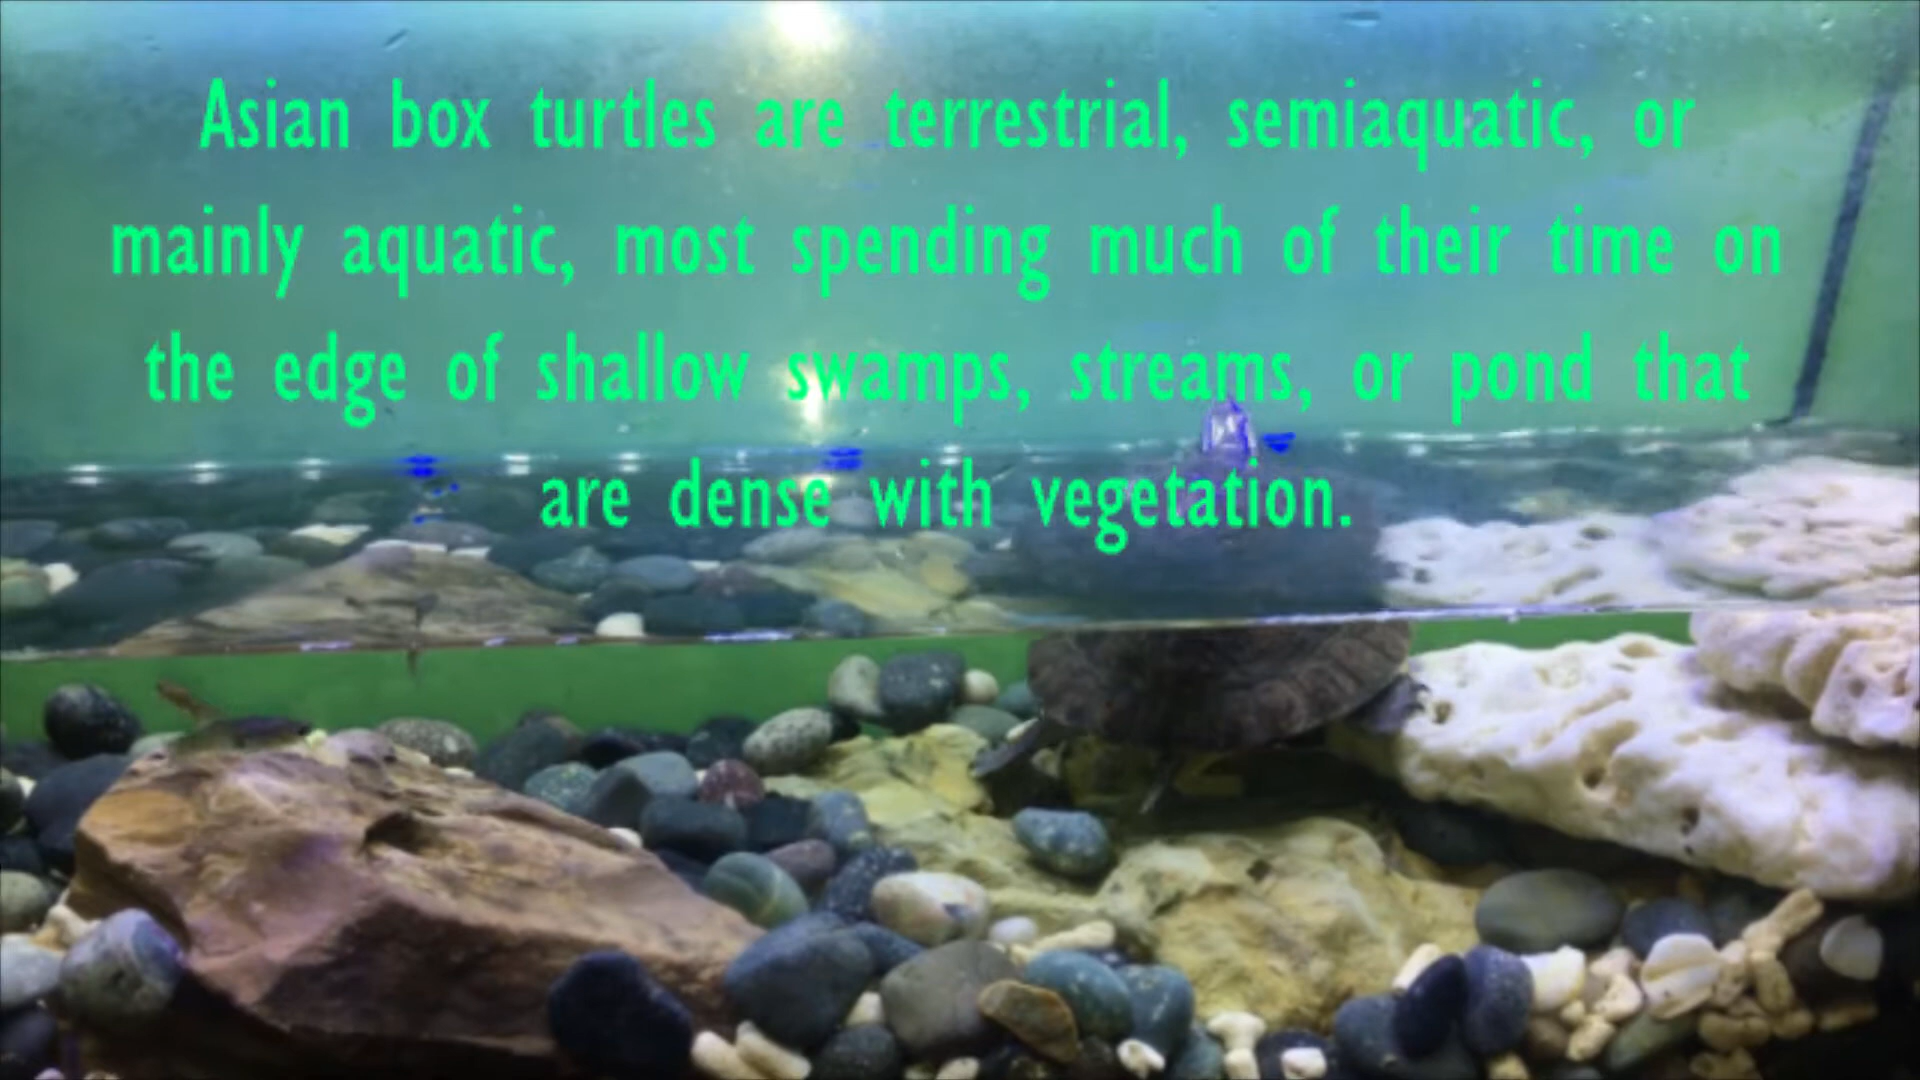 Asian box turtles are terrestrial, semiaquatic, or
mainly aquatic, most spending much of their time on
the edge of shallow swamps, streams, or pond that
are dense with vegetation.